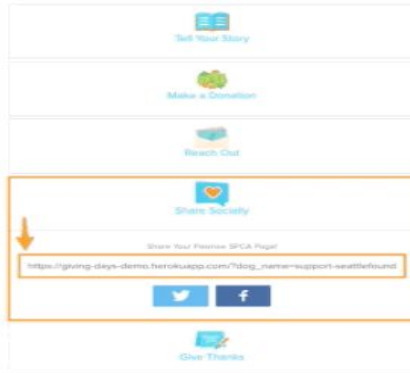 Tell Your Story
Make a Donation
Reach Out
Share Socially
Share Your Pawsive SPCA Page!
https://giving-days-demo.herokuapp.com/?dog_name=support-seattlefound
Give Thanks